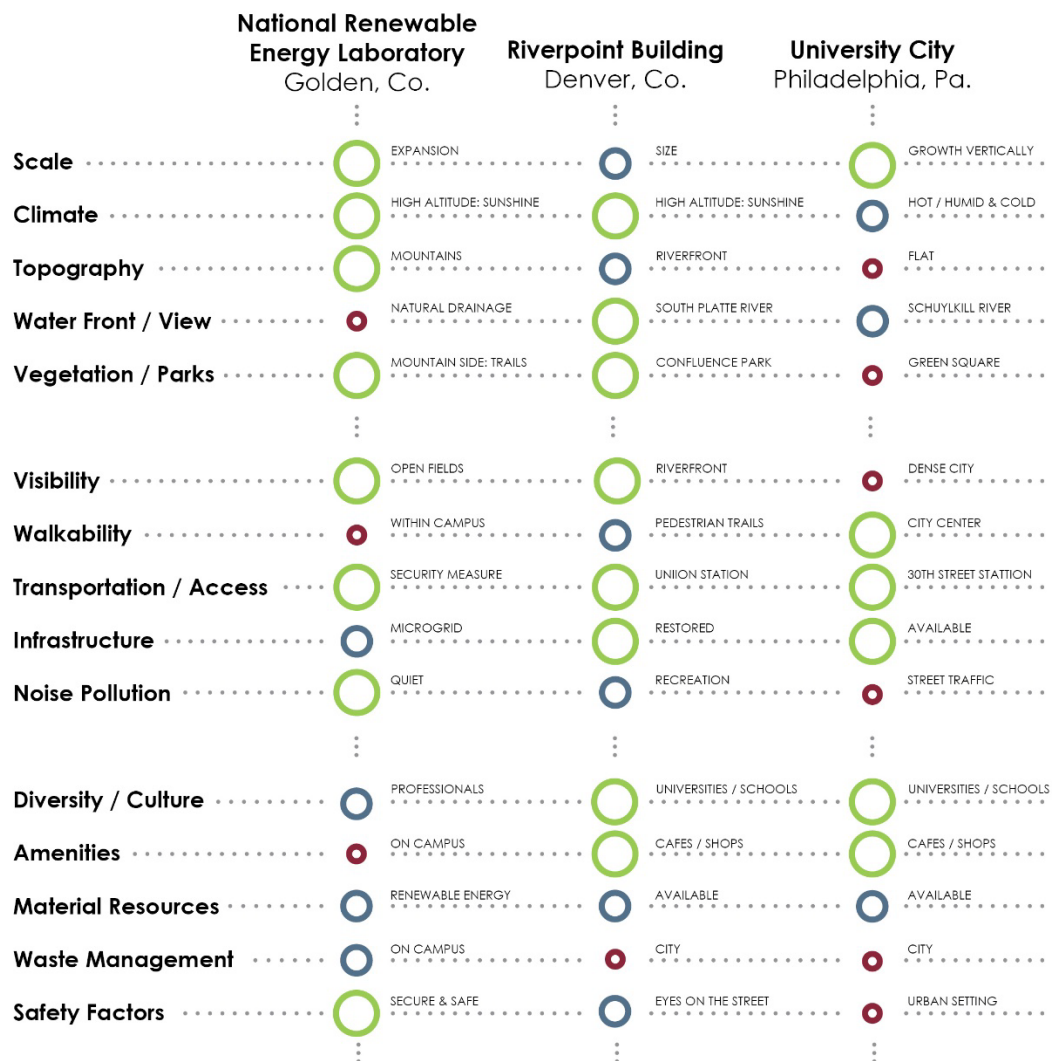 National Renewable
Energy Laboratory
Golden, Co.
Riverpoint Building
Denver, Co.
University City
Philadelphia, Pa.
Scale EXPANSION SIZE GROWTH VERTICALLY
Climate HIGH ALTITUDE: SUNSHINE HIGH ALTITUDE: SUNSHINE HOT / HUMID & COLD
Topography MOUNTAINS RIVERFRONT FLAT
Water Front / View NATURAL DRAINAGE SOUTH PLATTE RIVER SCHUYLKILL RIVER
Vegetation / Parks MOUNTAIN SIDE: TRAILS CONFLUENCE PARK GREEN SQUARE
Visibility OPEN FIELDS RIVERFRONT DENSE CITY
Walkability WITHIN CAMPUS PEDESTRIAN TRAILS CITY CENTER
Transportation / Access SECURITY MEASURE UNIION STATION 30TH STREET STATTION
Infrastructure MICROGRID RESTORED AVAILABLE
Noise Pollution QUIET RECREATION STREET TRAFFIC
Diversity / Culture PROFESSIONALS UNIVERSITIES / SCHOOLS UNIVERSITIES / SCHOOLS
Amenities ON CAMPUS CAFES / SHOPS CAFES / SHOPS
Material Resources RENEWABLE ENERGY AVAILABLE AVAILABLE
Waste Management ON CAMPUS CITY CITY
Safety Factors SECURE & SAFE EYES ON THE STREET URBAN SETTING